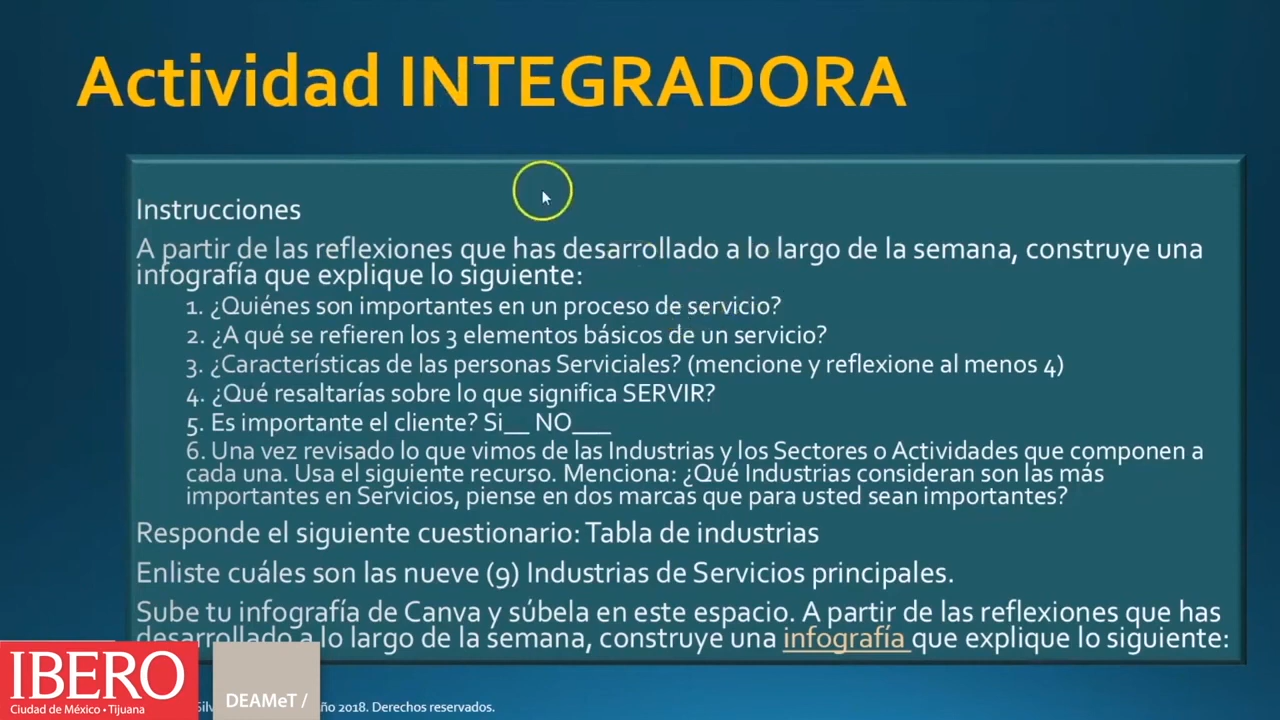 Actividad INTEGRADORA
Instrucciones
A partir de las reflexiones que has desarrollado a lo largo de la semana, construye una
infografía que explique lo siguiente:
1. ¿Quiénes son importantes en un proceso de servicio?
2. ¿A qué se refieren los 3 elementos básicos de un servicio?
3. ¿Características de las personas Serviciales? (mencione y reflexione al menos 4)
4. ¿Qué resaltarías sobre lo que significa SERVIR?
5. Es importante el cliente? Si__ NO___
6. Una vez revisado lo que vimos de las Industrias y los Sectores o Actividades que componen a
cada una. Usa el siguiente recurso. Menciona: ¿Qué Industrias consideran son las más
importantes en Servicios, piense en dos marcas que para usted sean importantes?
Responde el siguiente cuestionario: Tabla de industrias
Enliste cuáles son las nueve (9) Industrias de Servicios principales.
Sube tu infografía de Canva y súbela en este espacio. A partir de las reflexiones que has
desarrollado a lo largo de la semana, construye una infografía que explique lo siguiente:
IBERO
Ciudad de México • Tijuana
DEAMeT /
2018. Derechos reservados.